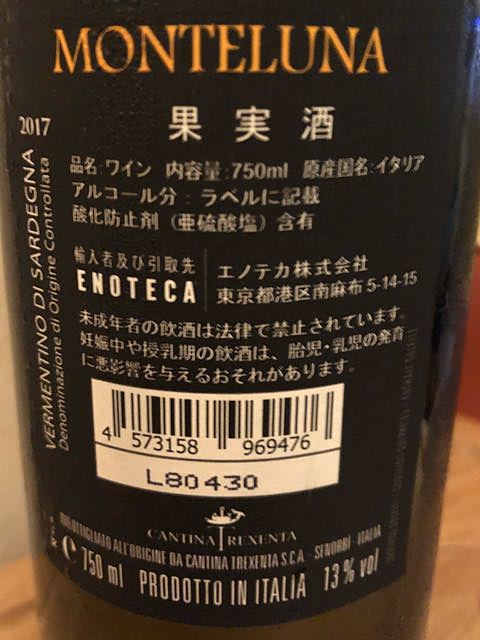 MONTELUNA
2017
果実酒
VERMENTINO DI SARDEGNA
Denominazione di Origine Controllata
品名:ワイン 内容量:750ml 原産国名:イタリア
アルコール分:ラベルに記載
酸化防止剤(亜硫酸塩)含有
輸入者及び引取先
ENOTECA
エノテカ株式会社
東京都港区南麻布5-14-15
未成年者の飲酒は法律で禁止されています。
妊娠中や授乳期の飲酒は、胎児・乳児の発育
に悪影響を与えるおそれがあります。
4 573158 969476
L80430
CANTINA TREXENTA
IMBOTTIGLIATO ALL'ORIGINE DA CANTINA TREXENTA S.C.A. - SENORBÌ - ITALIA
℮ 750 ml PRODOTTO IN ITALIA 13% vol